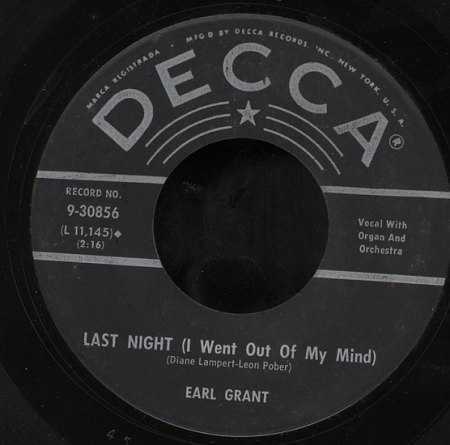 MARCA REGISTRADA • MFG'D BY DECCA RECORDS, INC., NEW YORK, U. S. A.
DECCA®
RECORD NO.
9-30856
(L 11,145)♦
(2:16)
Vocal With
Organ And
Orchestra
LAST NIGHT (I Went Out Of My Mind)
(Diane Lampert-Leon Pober)
EARL GRANT